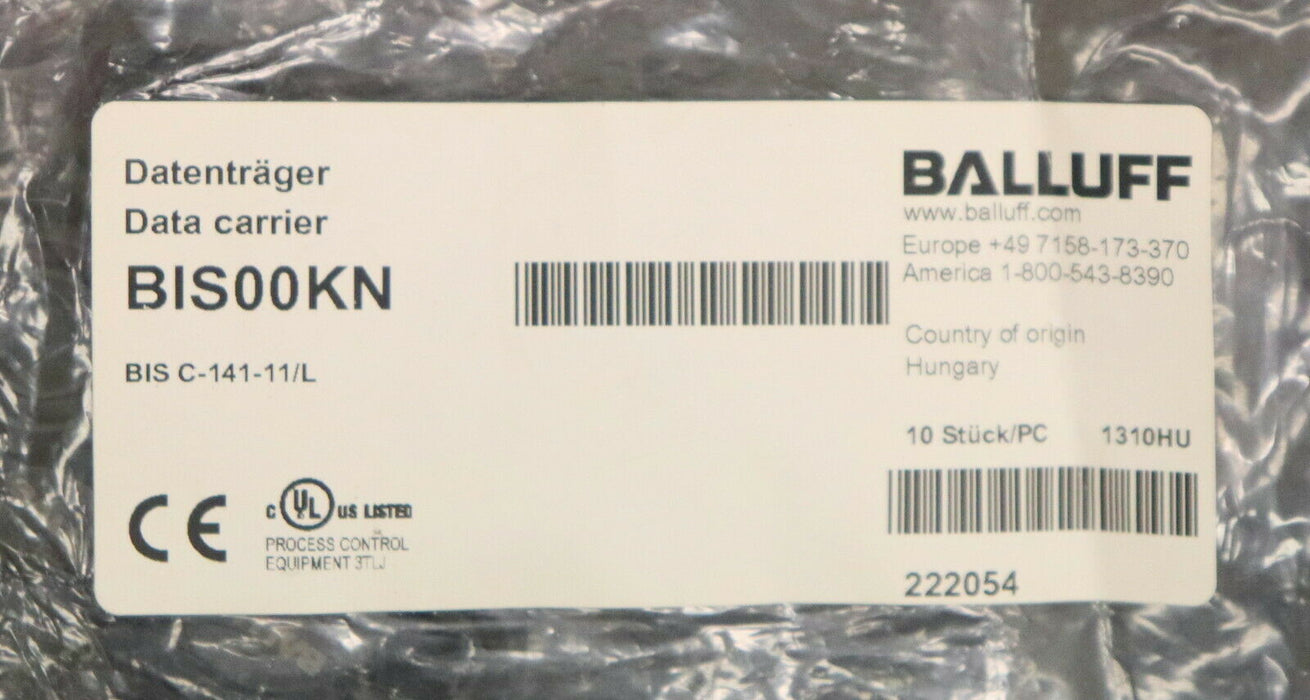 Datenträger
Data carrier
BIS00KN
BIS C-141-11/L
CE
C UL US LISTED
PROCESS CONTROL
EQUIPMENT 3TLJ
BALLUFF
www.balluff.com
Europe +49 7158-173-370
America 1-800-543-8390
Country of origin
Hungary
10 Stück/PC 1310HU
222054